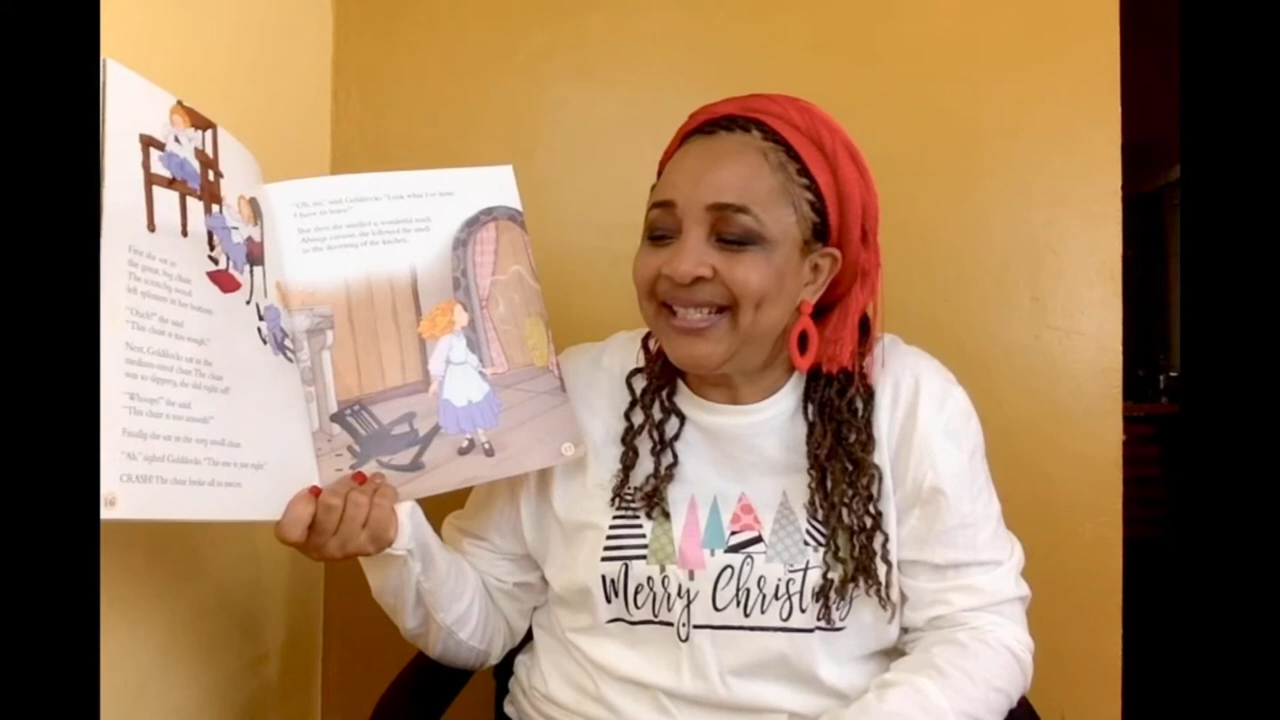 First she sat in
the great, big chair.
The scratchy wood
left splinters in her bottom.
"Ouch!" she said.
"This chair is too rough."
Next, Goldilocks sat in the
medium-sized chair. The chair
was so slippery, she slid right off!
"Whoops!" she said.
"This chair is too smooth!"
Finally she sat in the very small chair.
"Ah," sighed Goldilocks. "This one is just right."
CRASH! The chair broke all to pieces.
16
"Oh, no," said Goldilocks. "Look what I've done.
I have to leave!"
But then she smelled a wonderful smell.
Always curious, she followed the smell
to the doorway of the kitchen.
17
Merry Christmas